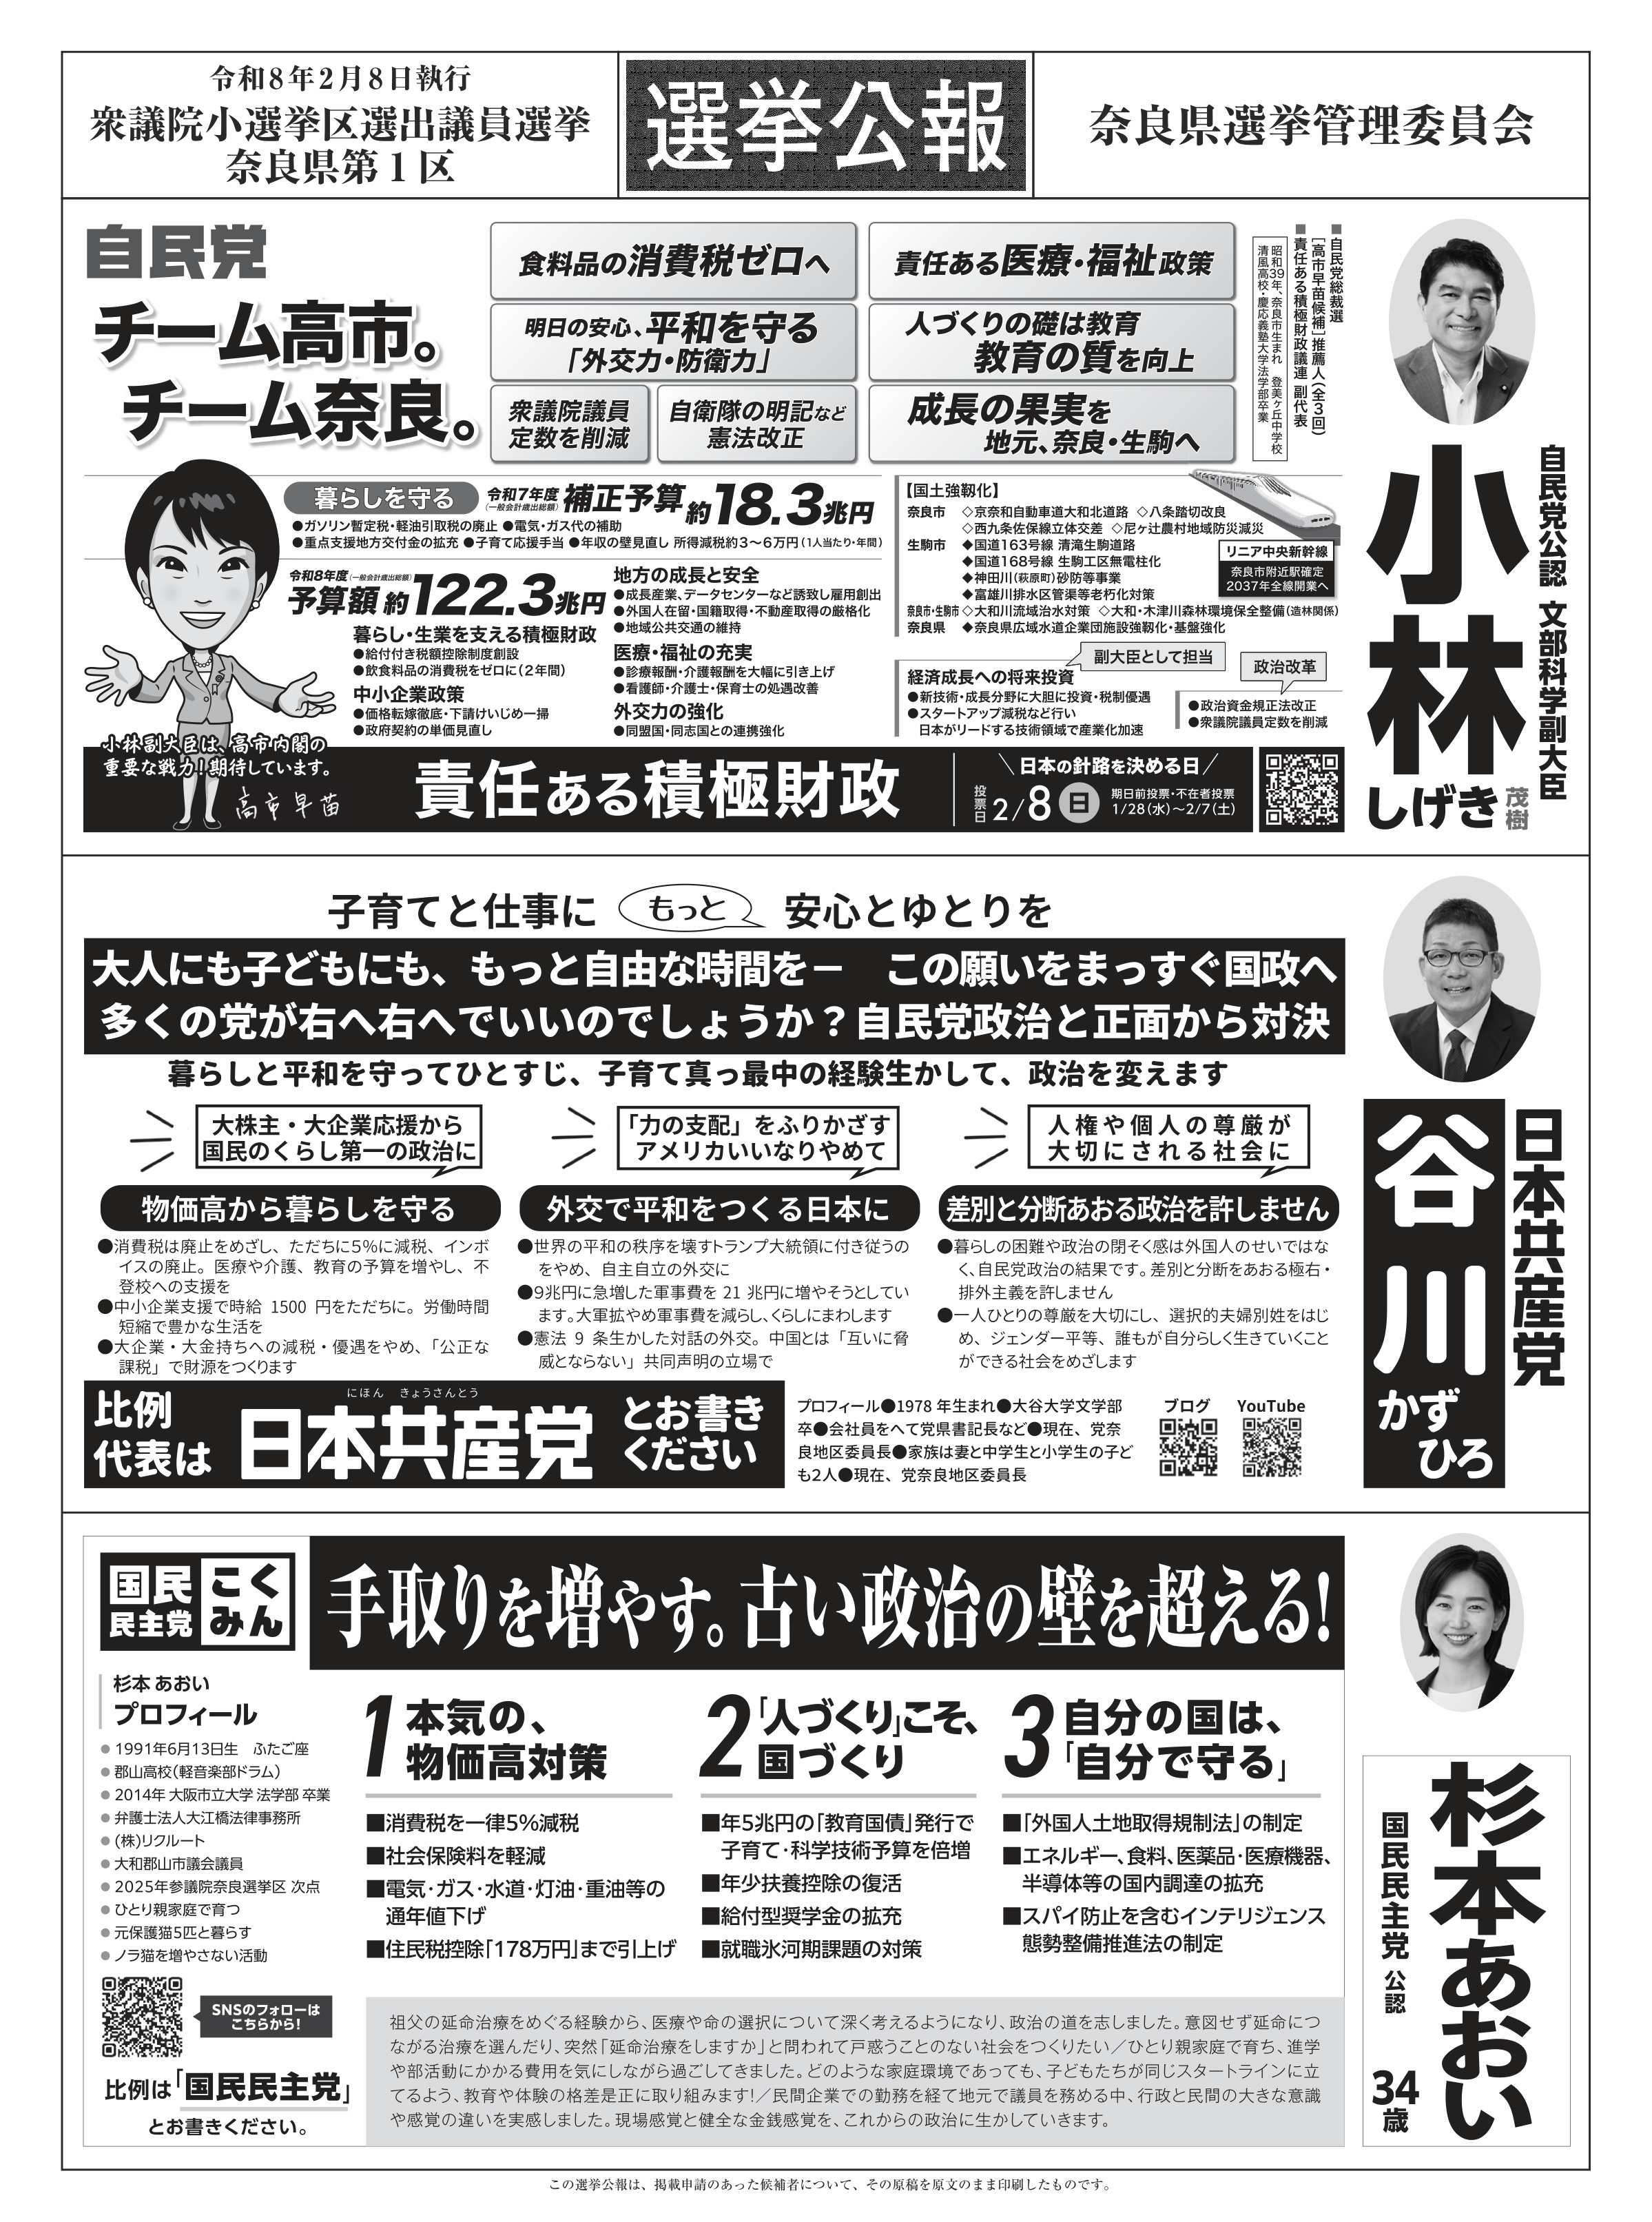 令和8年2月8日執行
衆議院小選挙区選出議員選挙
奈良県第1区
選挙公報
奈良県選挙管理委員会
自民党公認 文部科学副大臣
小林
しげき
茂樹
■自民党総裁選
［高市早苗候補］推薦人（全3回）
■責任ある積極財政議連 副代表
昭和39年、奈良市生まれ 登美ヶ丘中学校
清風高校・慶応義塾大学法学部卒業
自民党
チーム高市。
チーム奈良。
食料品の消費税ゼロへ
責任ある医療・福祉政策
明日の安心、平和を守る
「外交力・防衛力」
人づくりの礎は教育
教育の質を向上
衆議院議員
定数を削減
自衛隊の明記など
憲法改正
成長の果実を
地元、奈良・生駒へ
暮らしを守る
令和7年度
（一般会計歳出総額）
補正予算 約18.3兆円
●ガソリン暫定税・軽油引取税の廃止 ●電気・ガス代の補助
●重点支援地方交付金の拡充 ●子育て応援手当 ●年収の壁見直し 所得減税約3～6万円（1人当たり・年間）
令和8年度（一般会計歳出総額）
予算額 約122.3兆円
暮らし・生業を支える積極財政
●給付付き税額控除制度創設
●飲食料品の消費税をゼロに（2年間）
中小企業政策
●価格転嫁徹底・下請けいじめ一掃
●政府契約の単価見直し
地方の成長と安全
●成長産業、データセンターなど誘致し雇用創出
●外国人在留・国籍取得・不動産取得の厳格化
●地域公共交通の維持
医療・福祉の充実
●診療報酬・介護報酬を大幅に引き上げ
●看護師・介護士・保育士の処遇改善
外交力の強化
●同盟国・同志国との連携強化
【国土強靱化】
奈良市 ◇京奈和自動車道大和北道路 ◇八条踏切改良
◇西九条佐保線立体交差 ◇尼ヶ辻農村地域防災減災
生駒市 ◆国道163号線 清滝生駒道路
◆国道168号線 生駒工区無電柱化
◆神田川（萩原町）砂防等事業
◆富雄川排水区管渠等老朽化対策
奈良市・生駒市 ◇大和川流域治水対策 ◇大和・木津川森林環境保全整備（造林関係）
奈良県 ◆奈良県広域水道企業団施設強靱化・基盤強化
リニア中央新幹線
奈良市附近駅確定
2037年全線開業へ
副大臣として担当
経済成長への将来投資
●新技術・成長分野に大胆に投資・税制優遇
●スタートアップ減税など行い
日本がリードする技術領域で産業化加速
政治改革
●政治資金規正法改正
●衆議院議員定数を削減
小林副大臣は、高市内閣の
重要な戦力！期待しています。
高市早苗
責任ある積極財政
＼日本の針路を決める日／
投票日 2/8 日
期日前投票・不在者投票
1/28（水）～2/7（土）
子育てと仕事に もっと 安心とゆとりを
大人にも子どもにも、もっと自由な時間を－ この願いをまっすぐ国政へ
多くの党が右へ右へでいいのでしょうか？自民党政治と正面から対決
暮らしと平和を守ってひとすじ、子育て真っ最中の経験生かして、政治を変えます
日本共産党
谷川
かず
ひろ
大株主・大企業応援から
国民のくらし第一の政治に
物価高から暮らしを守る
●消費税は廃止をめざし、ただちに5％に減税、インボ
イスの廃止。医療や介護、教育の予算を増やし、不
登校への支援を
●中小企業支援で時給 1500 円をただちに。労働時間
短縮で豊かな生活を
●大企業・大金持ちへの減税・優遇をやめ、「公正な
課税」で財源をつくります
「力の支配」をふりかざす
アメリカいいなりやめて
外交で平和をつくる日本に
●世界の平和の秩序を壊すトランプ大統領に付き従うの
をやめ、自主自立の外交に
●9兆円に急増した軍事費を 21 兆円に増やそうとしてい
ます。大軍拡やめ軍事費を減らし、くらしにまわします
●憲法 9 条生かした対話の外交。中国とは「互いに脅
威とならない」共同声明の立場で
人権や個人の尊厳が
大切にされる社会に
差別と分断あおる政治を許しません
●暮らしの困難や政治の閉そく感は外国人のせいではな
く、自民党政治の結果です。差別と分断をあおる極右・
排外主義を許しません
●一人ひとりの尊厳を大切にし、選択的夫婦別姓をはじ
め、ジェンダー平等、誰もが自分らしく生きていくこと
ができる社会をめざします
比例
代表は
にほん きょうさんとう
日本共産党
とお書き
ください
プロフィール●1978 年生まれ●大谷大学文学部
卒●会社員をへて党県書記長など●現在、党奈
良地区委員長●家族は妻と中学生と小学生の子ど
も2人●現在、党奈良地区委員長
ブログ
YouTube
国民
民主党
こく
みん
手取りを増やす。古い政治の壁を超える!
杉本あおい
国民民主党 公認
34歳
杉本 あおい
プロフィール
● 1991年6月13日生 ふたご座
● 郡山高校（軽音楽部ドラム）
● 2014年 大阪市立大学 法学部 卒業
● 弁護士法人大江橋法律事務所
● （株）リクルート
● 大和郡山市議会議員
● 2025年参議院奈良選挙区 次点
● ひとり親家庭で育つ
● 元保護猫5匹と暮らす
● ノラ猫を増やさない活動
SNSのフォローは
こちらから!
比例は「国民民主党」
とお書きください。
1 本気の、
物価高対策
■消費税を一律5%減税
■社会保険料を軽減
■電気・ガス・水道・灯油・重油等の
通年値下げ
■住民税控除「178万円」まで引上げ
2 「人づくり」こそ、
国づくり
■年5兆円の「教育国債」発行で
子育て・科学技術予算を倍増
■年少扶養控除の復活
■給付型奨学金の拡充
■就職氷河期課題の対策
3 自分の国は、
「自分で守る」
■「外国人土地取得規制法」の制定
■エネルギー、食料、医薬品・医療機器、
半導体等の国内調達の拡充
■スパイ防止を含むインテリジェンス
態勢整備推進法の制定
祖父の延命治療をめぐる経験から、医療や命の選択について深く考えるようになり、政治の道を志しました。意図せず延命につ
ながる治療を選んだり、突然「延命治療をしますか」と問われて戸惑うことのない社会をつくりたい／ひとり親家庭で育ち、進学
や部活動にかかる費用を気にしながら過ごしてきました。どのような家庭環境であっても、子どもたちが同じスタートラインに立
てるよう、教育や体験の格差是正に取り組みます!／民間企業での勤務を経て地元で議員を務める中、行政と民間の大きな意識
や感覚の違いを実感しました。現場感覚と健全な金銭感覚を、これからの政治に生かしていきます。
この選挙公報は、掲載申請のあった候補者について、その原稿を原文のまま印刷したものです。